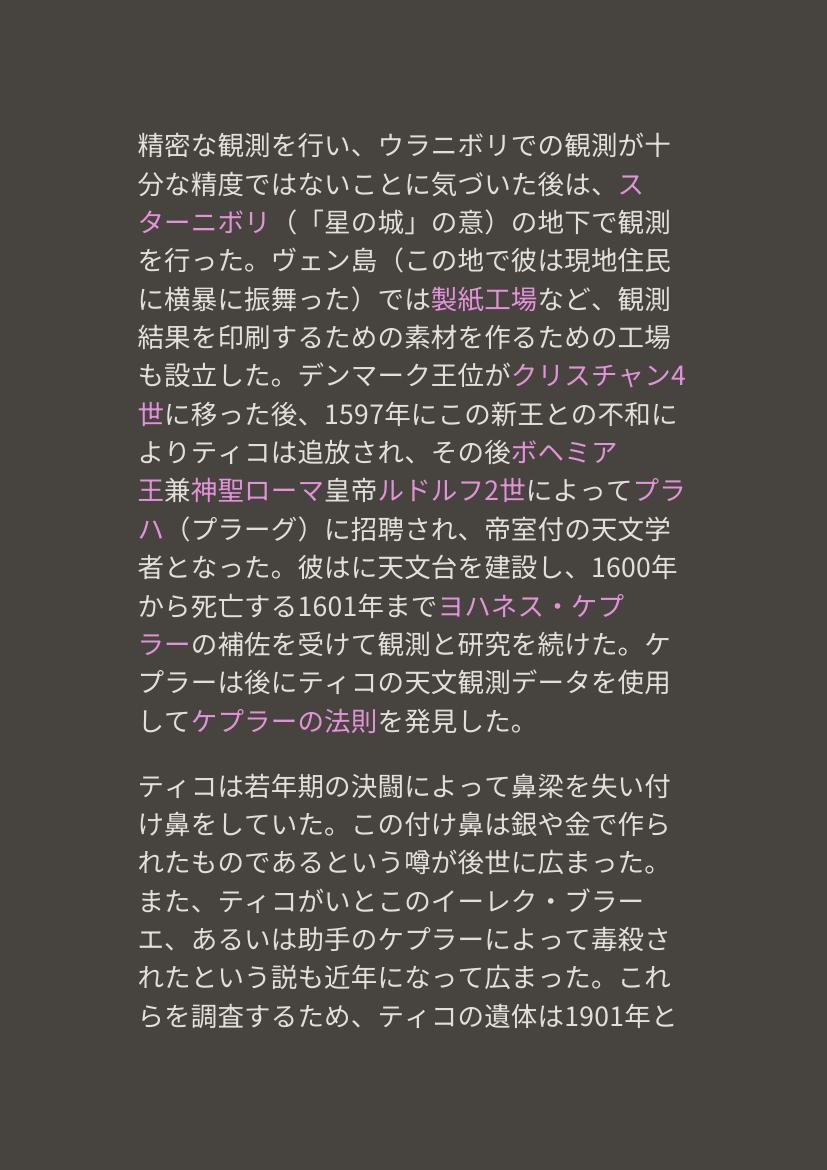 精密な観測を行い、ウラニボリでの観測が十
分な精度ではないことに気づいた後は、ス
ターニボリ（「星の城」の意）の地下で観測
を行った。ヴェン島（この地で彼は現地住民
に横暴に振舞った）では製紙工場など、観測
結果を印刷するための素材を作るための工場
も設立した。デンマーク王位がクリスチャン4
世に移った後、1597年にこの新王との不和に
よりティコは追放され、その後ボヘミア
王兼神聖ローマ皇帝ルドルフ2世によってプラ
ハ（プラーグ）に招聘され、帝室付の天文学
者となった。彼はに天文台を建設し、1600年
から死亡する1601年までヨハネス・ケプ
ラーの補佐を受けて観測と研究を続けた。ケ
プラーは後にティコの天文観測データを使用
してケプラーの法則を発見した。
ティコは若年期の決闘によって鼻梁を失い付
け鼻をしていた。この付け鼻は銀や金で作ら
れたものであるという噂が後世に広まった。
また、ティコがいとこのイーレク・ブラー
エ、あるいは助手のケプラーによって毒殺さ
れたという説も近年になって広まった。これ
らを調査するため、ティコの遺体は1901年と